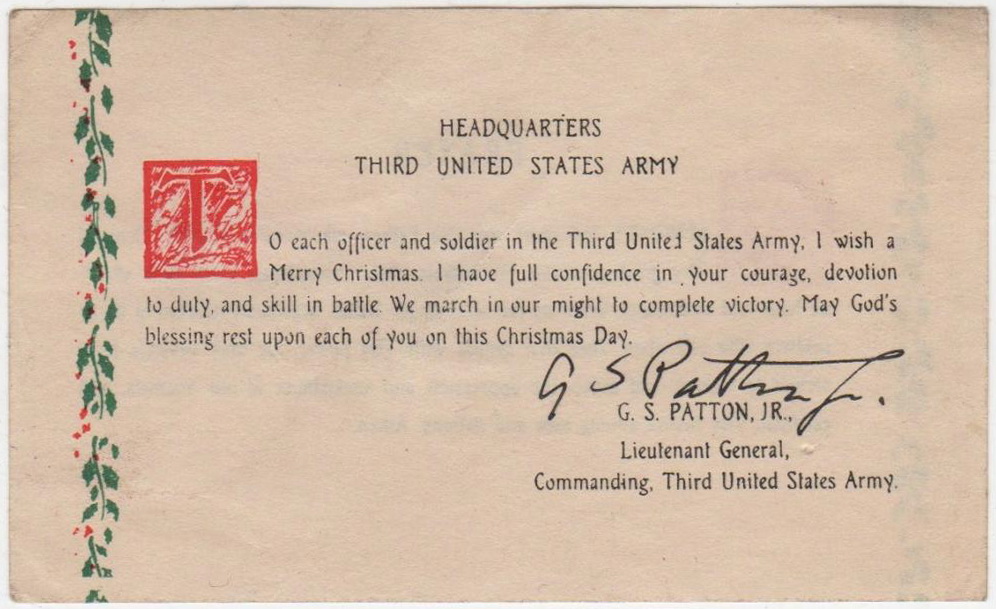 HEADQUARTERS
THIRD UNITED STATES ARMY
TO each officer and soldier in the Third United States Army, I wish a
Merry Christmas. I have full confidence in your courage, devotion
to duty, and skill in battle. We march in our might to complete victory. May God's
blessing rest upon each of you on this Christmas Day.
G S Patton Jr.
G. S. PATTON, JR.,
Lieutenant General,
Commanding, Third United States Army.